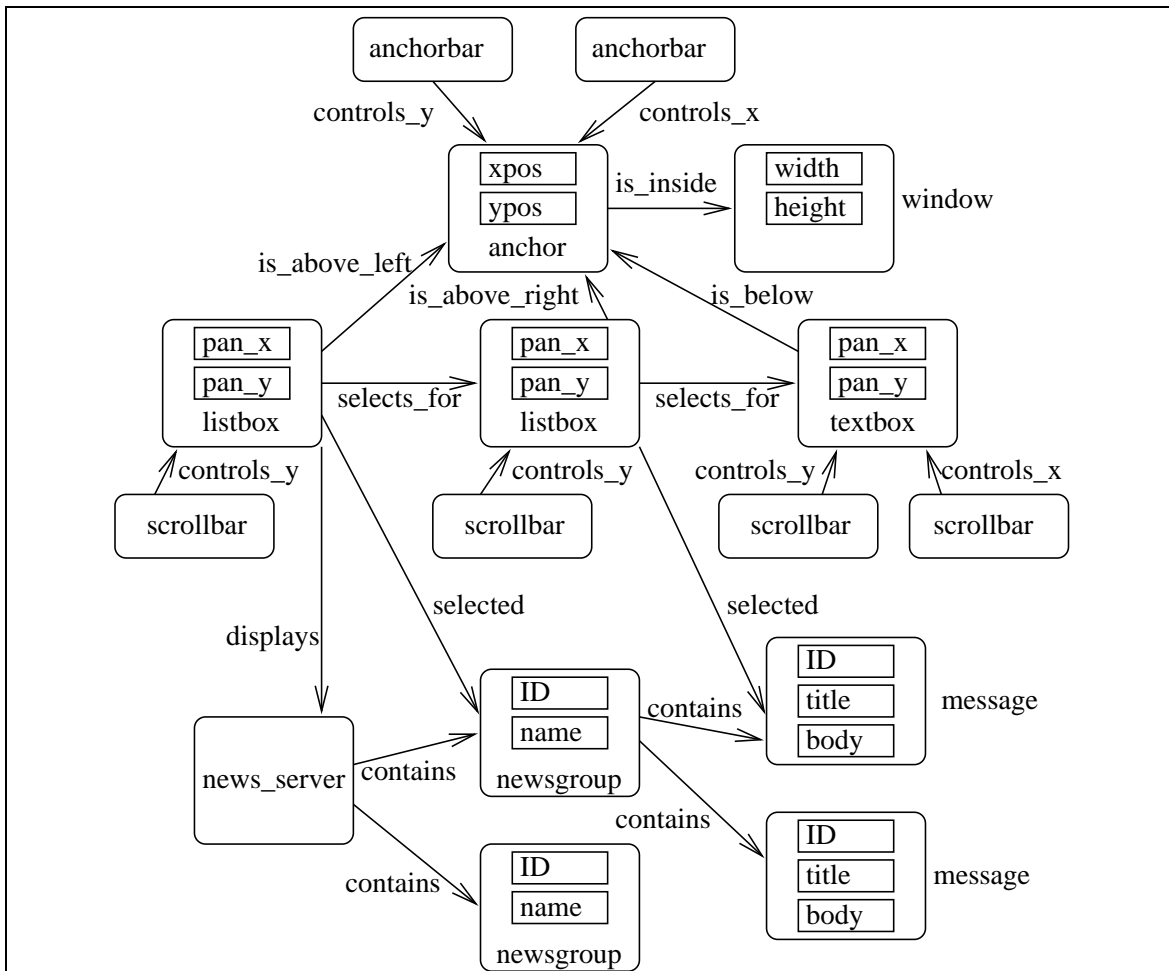 anchorbar
anchorbar
controls_y
controls_x
xpos
ypos
anchor
is_inside
width
height
window
is_above_left
is_above_right
is_below
pan_x
pan_y
listbox
selects_for
pan_x
pan_y
listbox
selects_for
pan_x
pan_y
textbox
controls_y
controls_y
controls_y
controls_x
scrollbar
scrollbar
scrollbar
scrollbar
displays
selected
selected
news_server
contains
contains
ID
name
newsgroup
contains
contains
ID
title
body
message
ID
name
newsgroup
ID
title
body
message